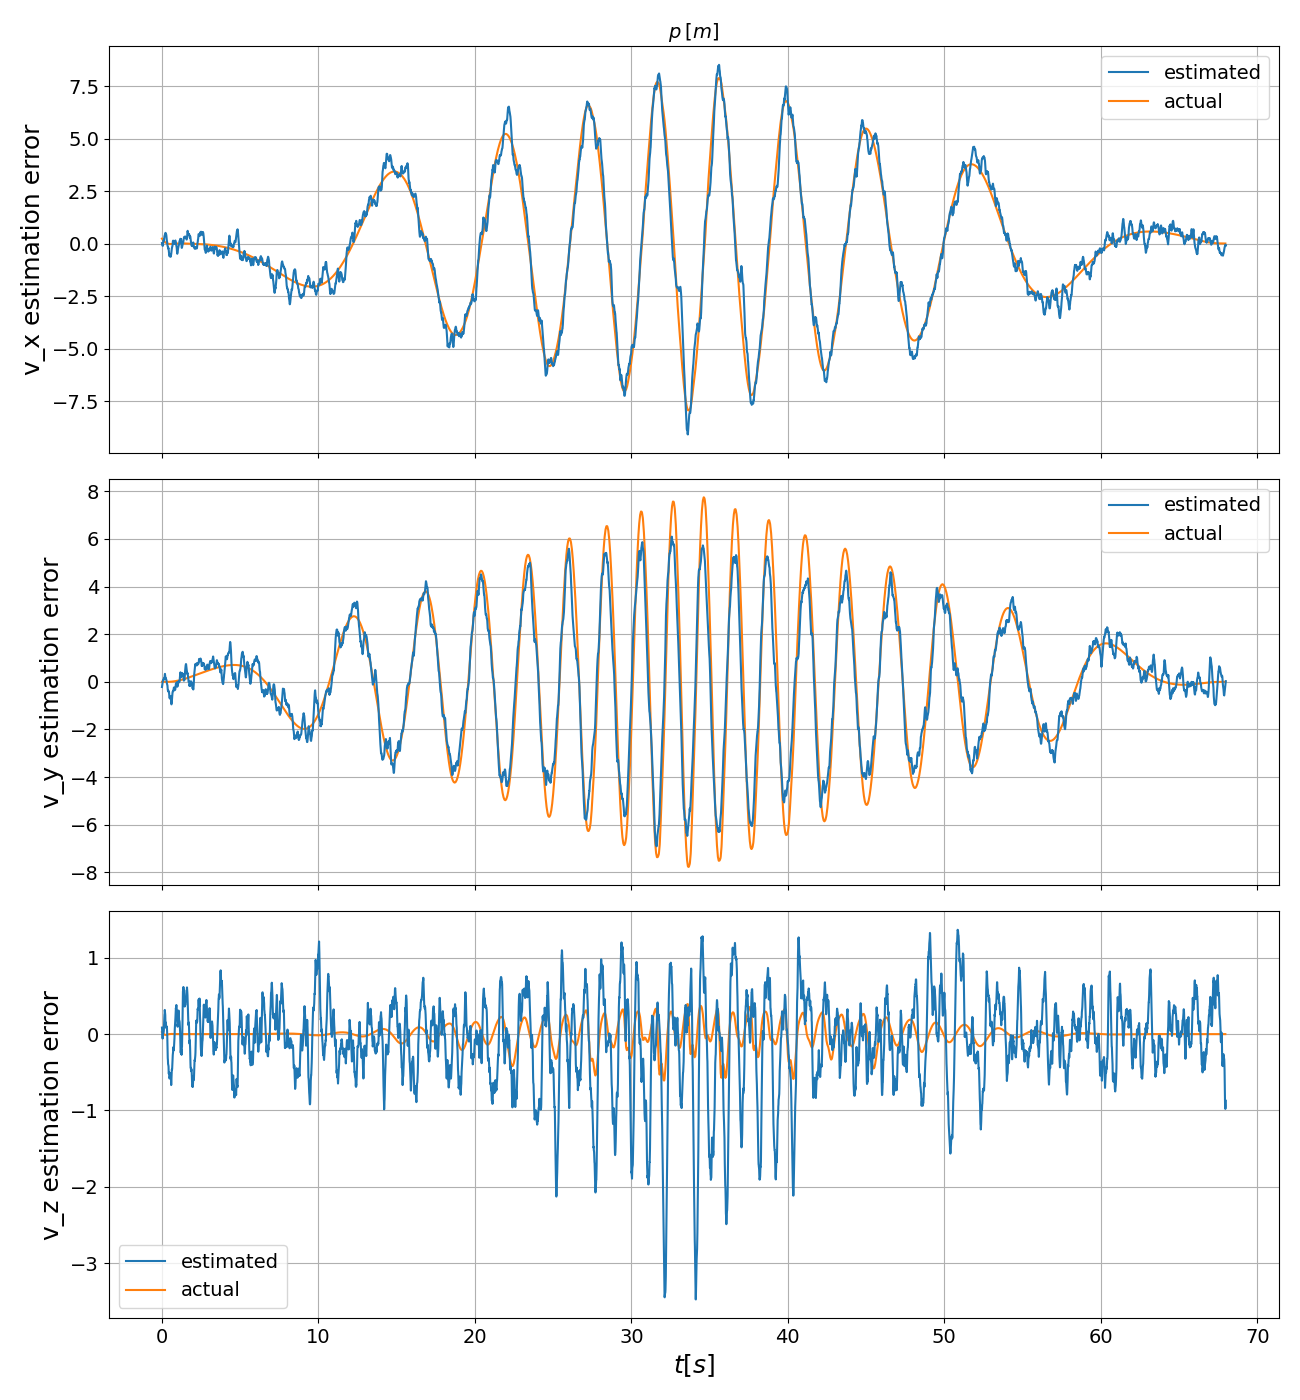 p [m]
7.5
5.0
2.5
0.0
−2.5
−5.0
−7.5
v_x estimation error
estimated
actual
8
6
4
2
0
−2
−4
−6
−8
v_y estimation error
estimated
actual
1
0
−1
−2
−3
v_z estimation error
estimated
actual
0 10 20 30 40 50 60 70
t[s]